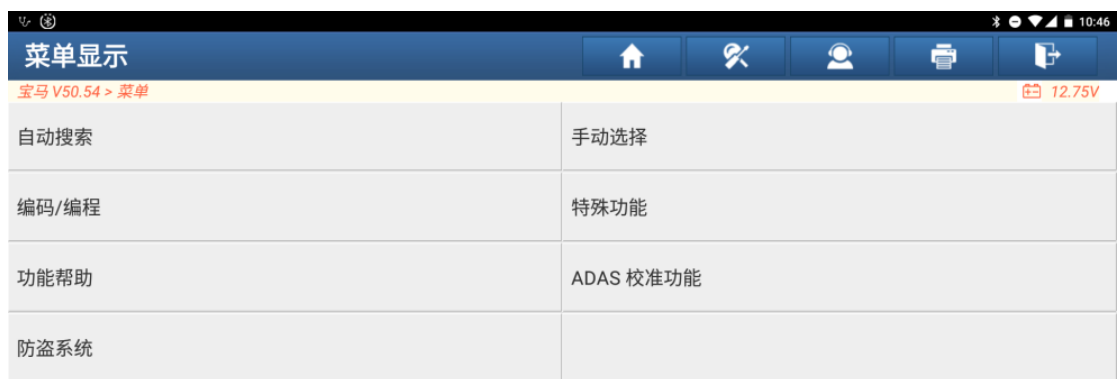 10:46
菜单显示
宝马 V50.54 > 菜单
12.75V
自动搜索
手动选择
编码/编程
特殊功能
功能帮助
ADAS 校准功能
防盗系统